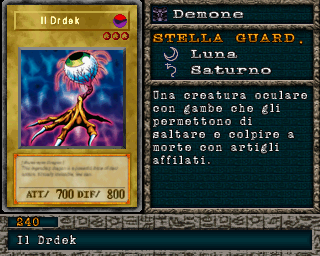 Il Drdek
ATT/ 700 DIF/ 800
Demone
STELLA GUARD.
Luna
Saturno
Una creatura oculare
con gambe che gli
permettono di
saltare e colpire a
morte con artigli
affilati.
240
Il Drdek